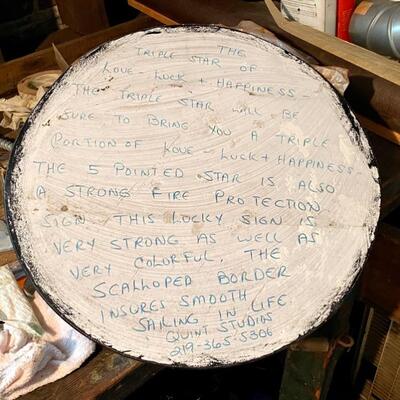 THE
TRIPLE STAR OF
LOVE - LUCK + HAPPINESS -
THE TRIPLE STAR WILL BE
SURE TO BRING YOU A TRIPLE
PORTION OF LOVE - LUCK + HAPPINESS
THE 5 POINTED STAR IS ALSO
A STRONG FIRE PROTECTION
SIGN. THIS LUCKY SIGN IS
VERY STRONG AS WELL AS
VERY COLORFUL. THE
SCALLOPED BORDER
INSURES SMOOTH
SAILING IN LIFE.
QUINT STUDIOS
219-365-5306